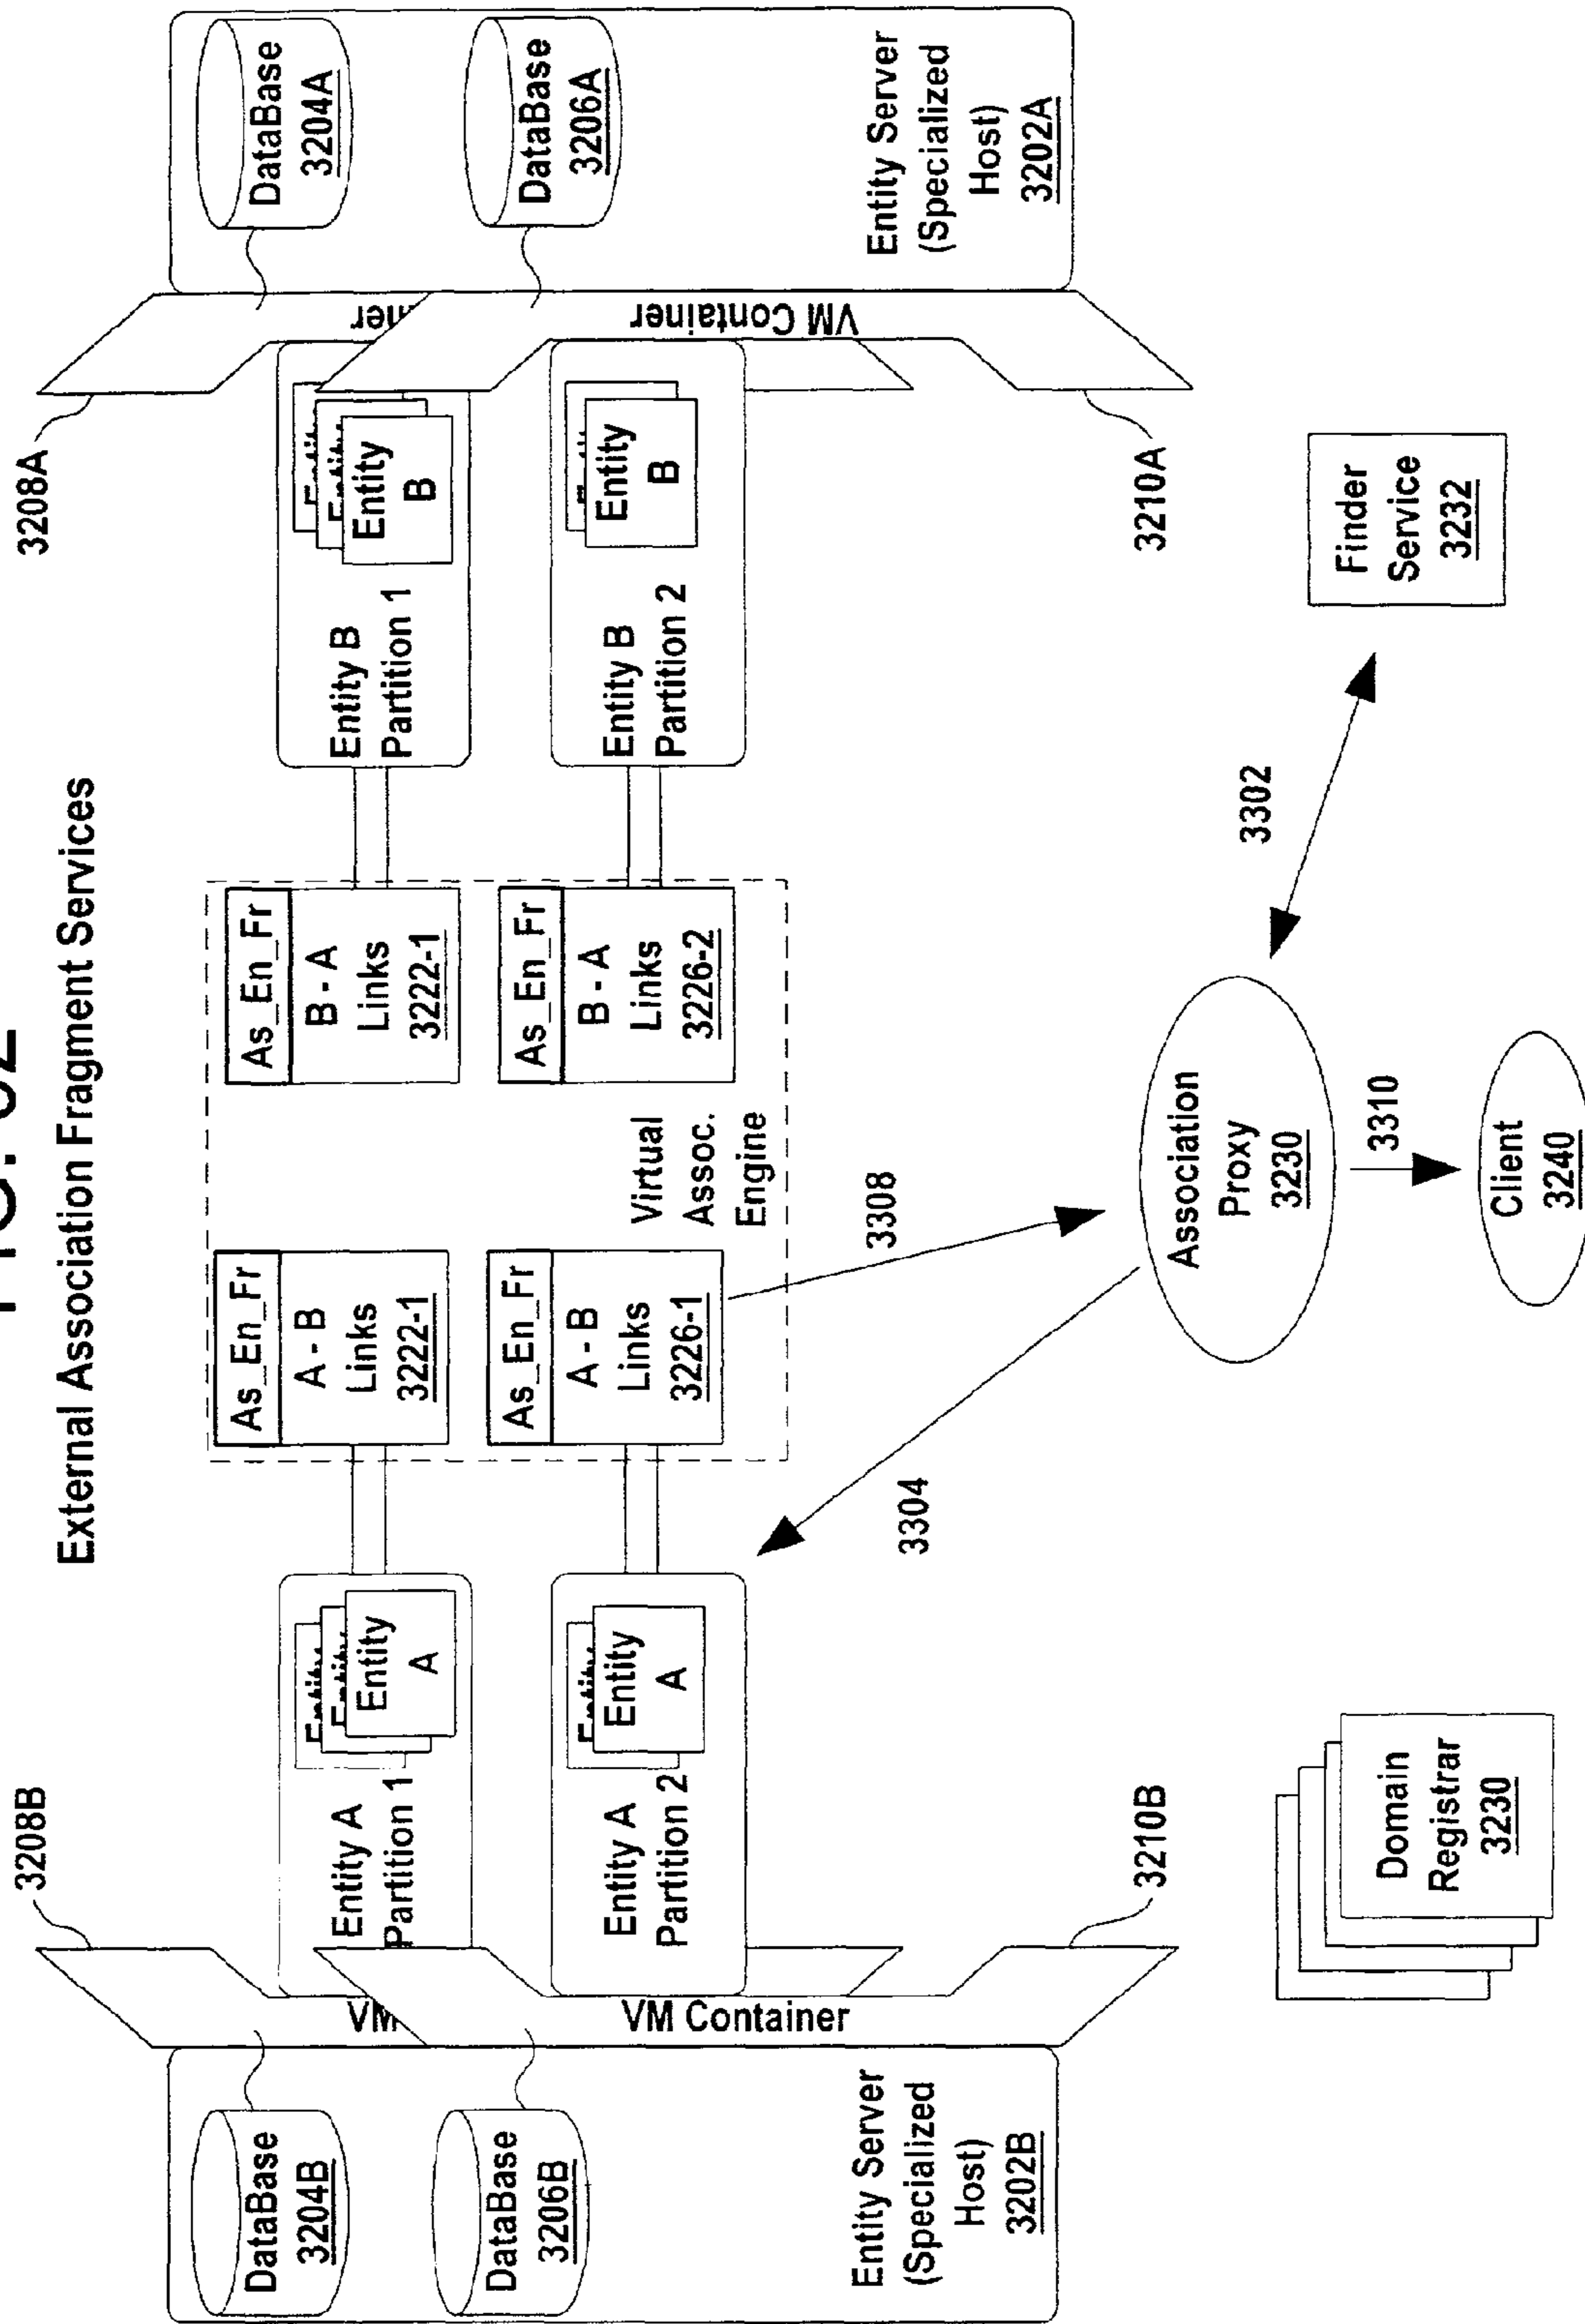 External Association Fragment Services
3208B
3208A
DataBase
3204B
VM
Entity A
Partition 1
Entity
Entity
Entity
A
As_En_Fr
A - B
Links
3222-1
As_En_Fr
B - A
Links
3222-1
Entity B
Partition 1
Entity
B
DataBase
3204A
DataBase
3206B
VM Container
Entity A
Partition 2
Entity
A
As_En_Fr
A - B
Links
3226-1
Virtual
Assoc.
Engine
As_En_Fr
B - A
Links
3226-2
Entity B
Partition 2
Entity
B
VM Container
DataBase
3206A
Entity Server
(Specialized
Host)
3202B
Entity Server
(Specialized
Host)
3202A
3304
3308
3210B
3210A
3302
Domain
Registrar
3230
Association
Proxy
3230
Finder
Service
3232
3310
Client
3240